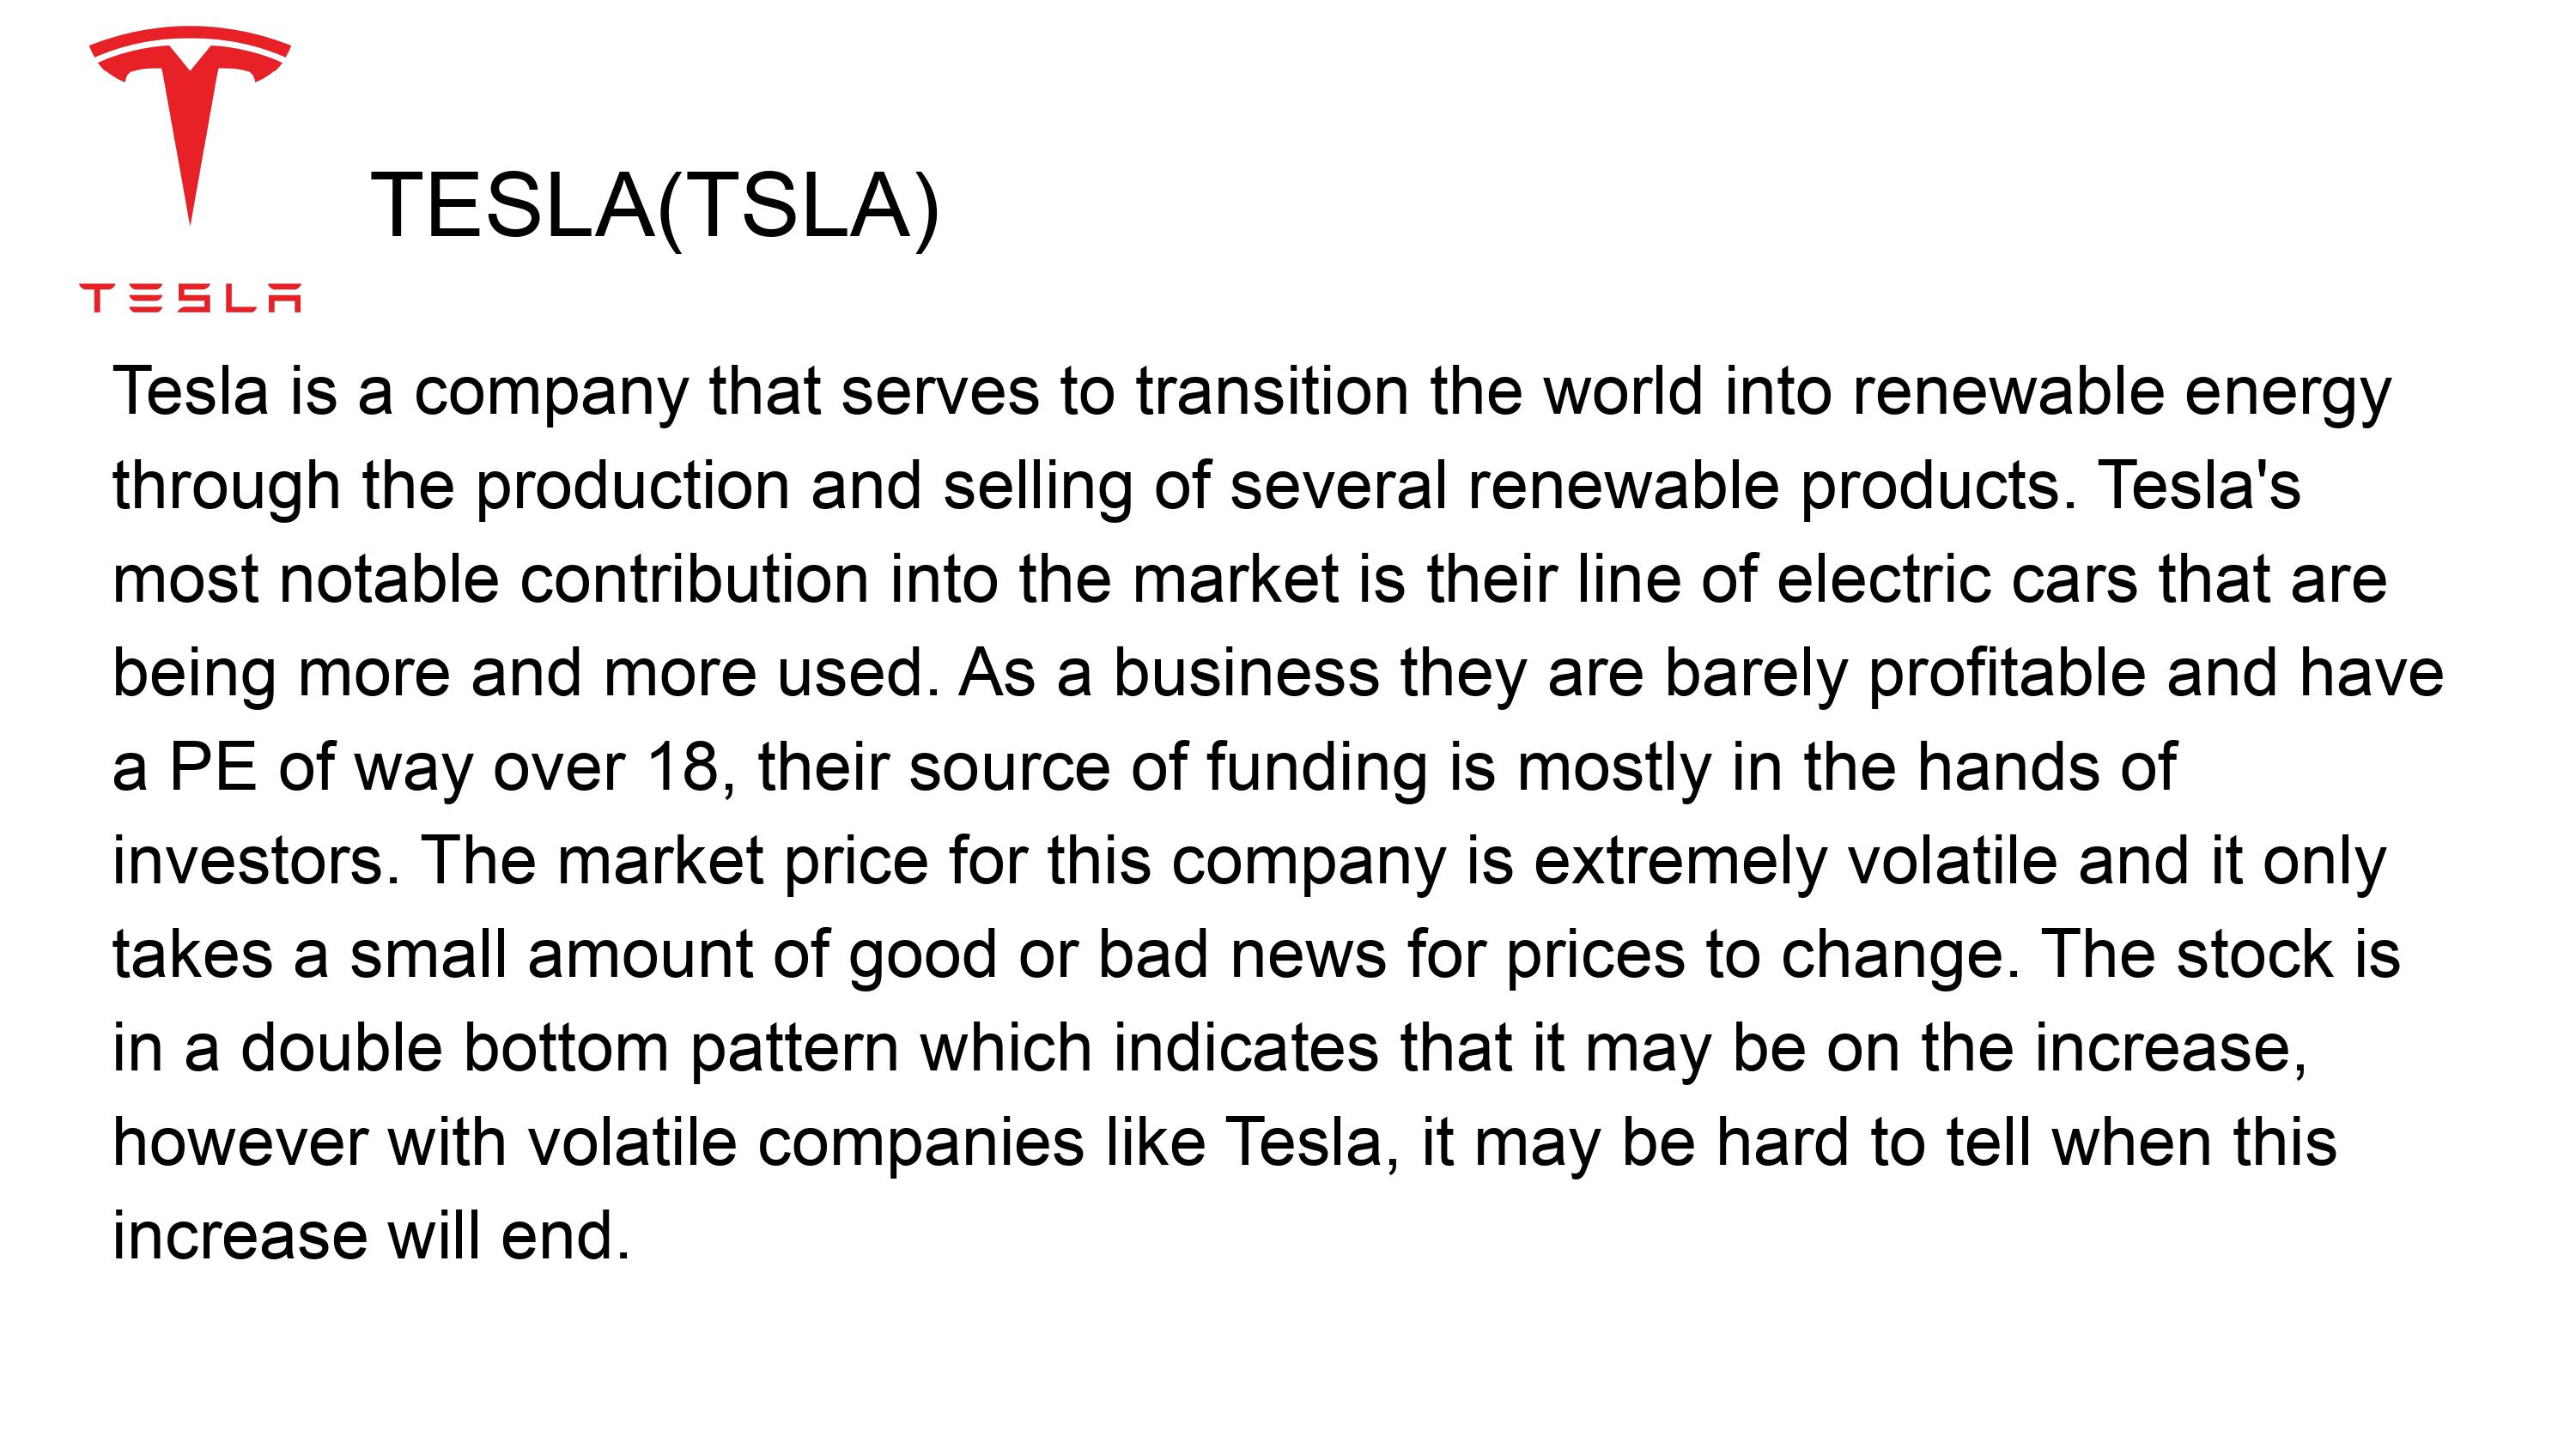 TESLA(TSLA)
TESLA
Tesla is a company that serves to transition the world into renewable energy
through the production and selling of several renewable products. Tesla's
most notable contribution into the market is their line of electric cars that are
being more and more used. As a business they are barely profitable and have
a PE of way over 18, their source of funding is mostly in the hands of
investors. The market price for this company is extremely volatile and it only
takes a small amount of good or bad news for prices to change. The stock is
in a double bottom pattern which indicates that it may be on the increase,
however with volatile companies like Tesla, it may be hard to tell when this
increase will end.